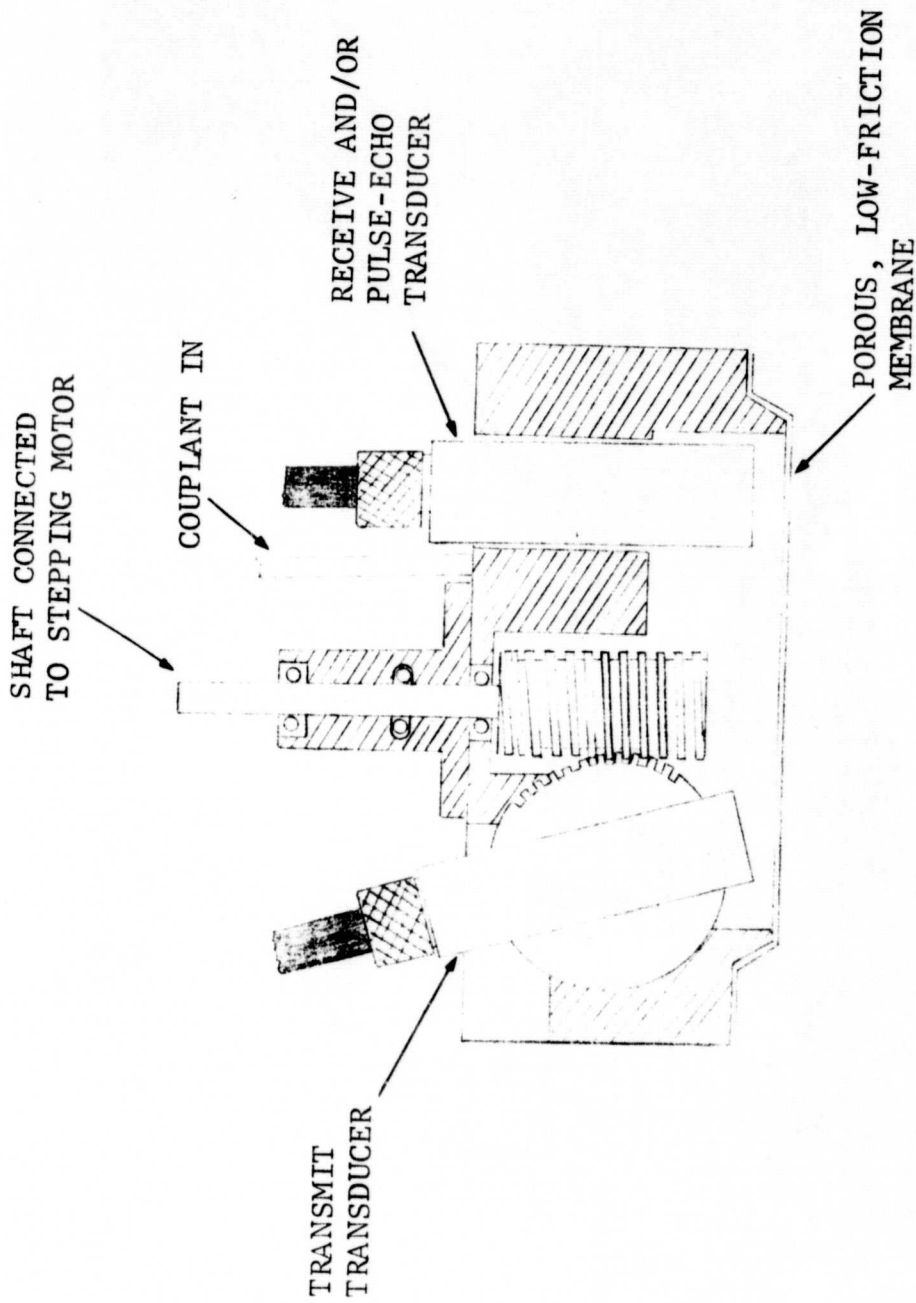 SHAFT CONNECTED
TO STEPPING MOTOR
COUPLANT IN
RECEIVE AND/OR
PULSE-ECHO
TRANSDUCER
TRANSMIT
TRANSDUCER
POROUS, LOW-FRICTION
MEMBRANE